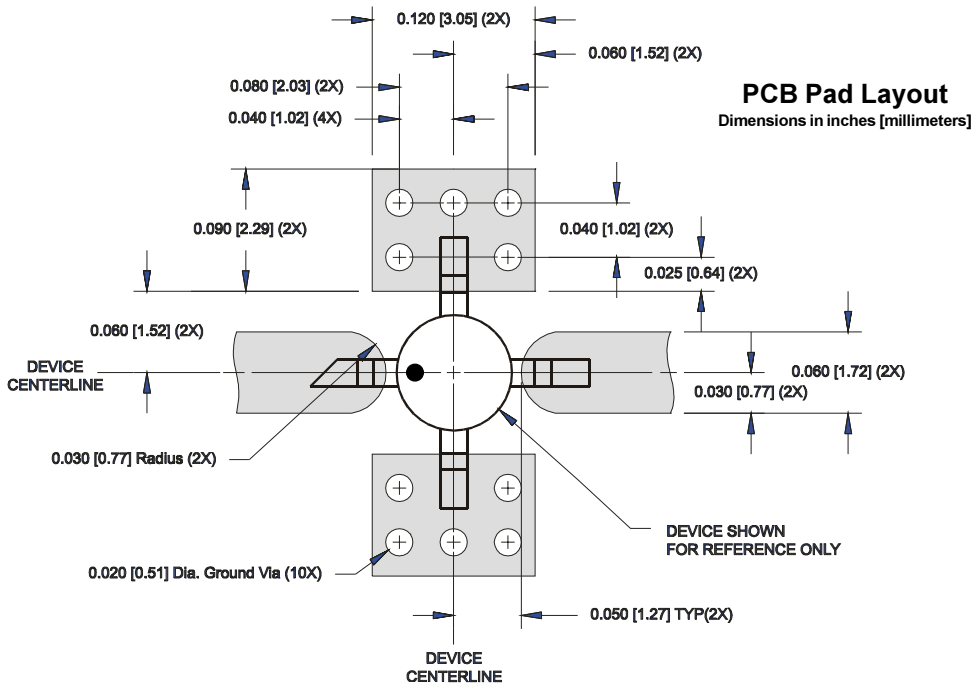 0.120 [3.05] (2X)
0.060 [1.52] (2X)
0.080 [2.03] (2X)
0.040 [1.02] (4X)
PCB Pad Layout
Dimensions in inches [millimeters]
0.090 [2.29] (2X)
0.040 [1.02] (2X)
0.025 [0.64] (2X)
0.060 [1.52] (2X)
DEVICE
CENTERLINE
0.060 [1.72] (2X)
0.030 [0.77] (2X)
0.030 [0.77] Radius (2X)
DEVICE SHOWN
FOR REFERENCE ONLY
0.020 [0.51] Dia. Ground Via (10X)
0.050 [1.27] TYP(2X)
DEVICE
CENTERLINE